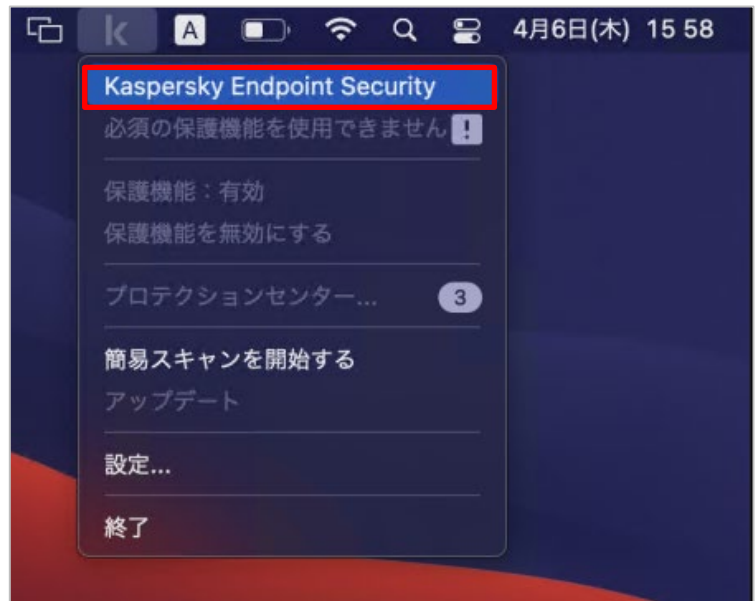 A 4月6日(木) 15 58
Kaspersky Endpoint Security
必須の保護機能を使用できません !
保護機能：有効
保護機能を無効にする
プロテクションセンター... 3
簡易スキャンを開始する
アップデート
設定...
終了